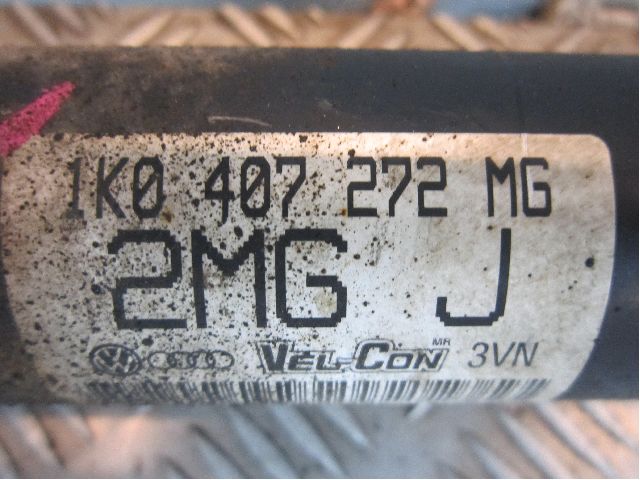 1K0 407 272 MG
2MG J
VEL-CON MR 3VN